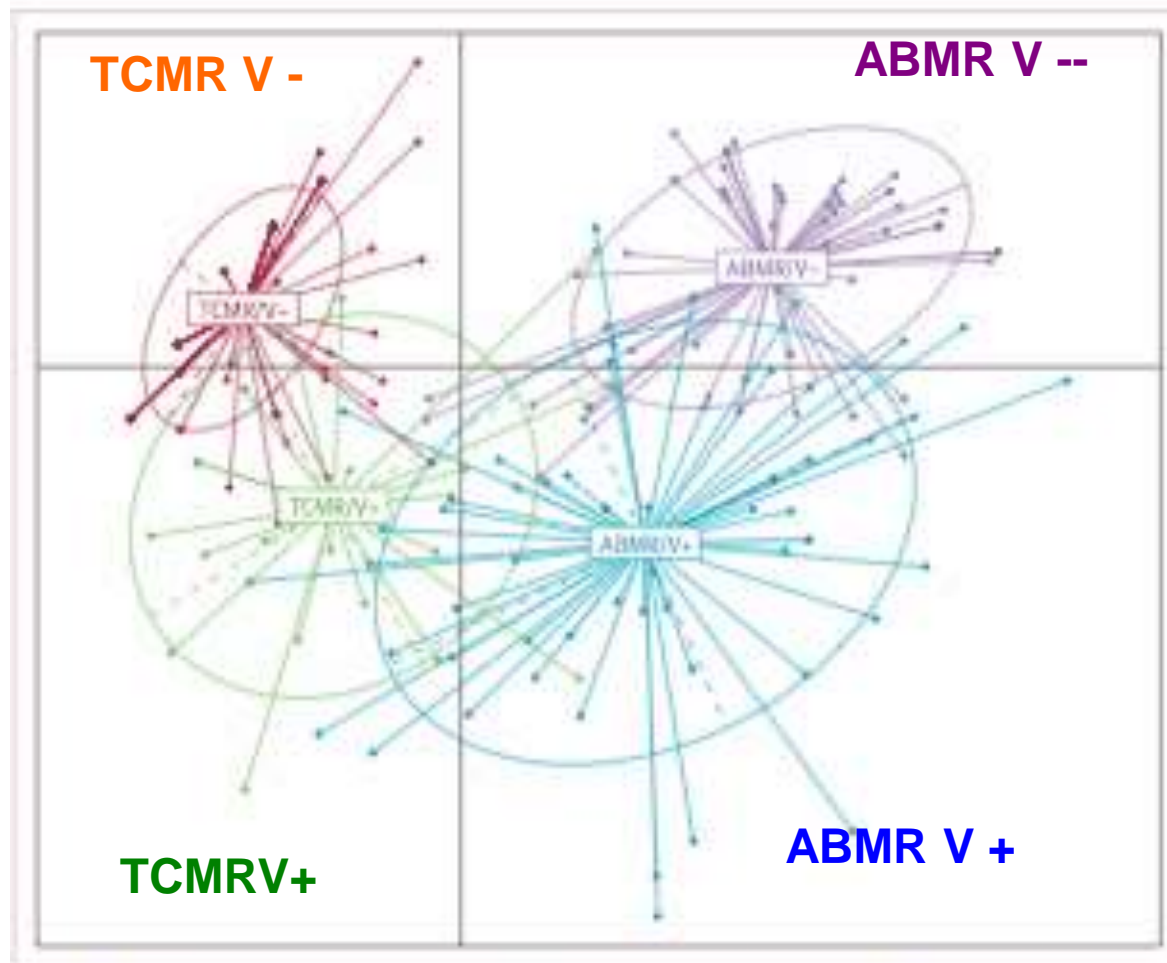 TCMR V -
ABMR V --
ABMR/V-
TCMR/V-
TCMR/V+
ABMR/V+
ABMR V +
TCMRV+